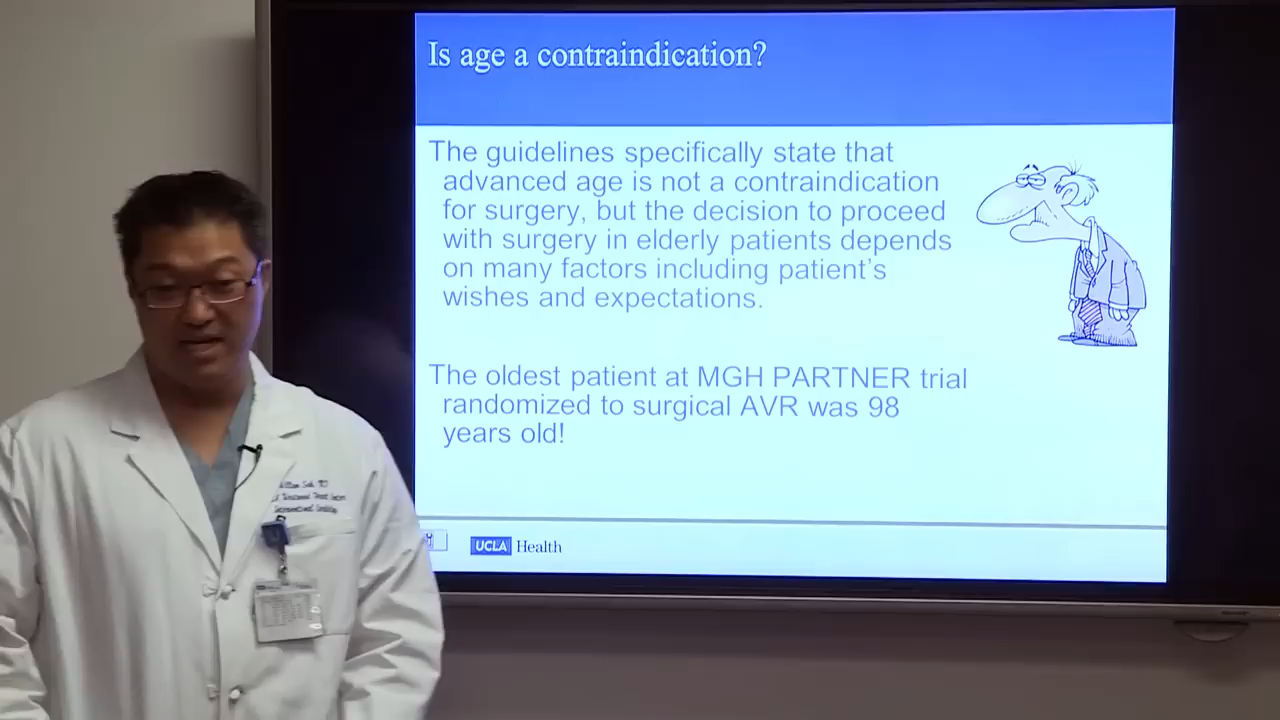 Is age a contraindication?
The guidelines specifically state that
advanced age is not a contraindication
for surgery, but the decision to proceed
with surgery in elderly patients depends
on many factors including patient's
wishes and expectations.
The oldest patient at MGH PARTNER trial
randomized to surgical AVR was 98
years old!
UCLA Health